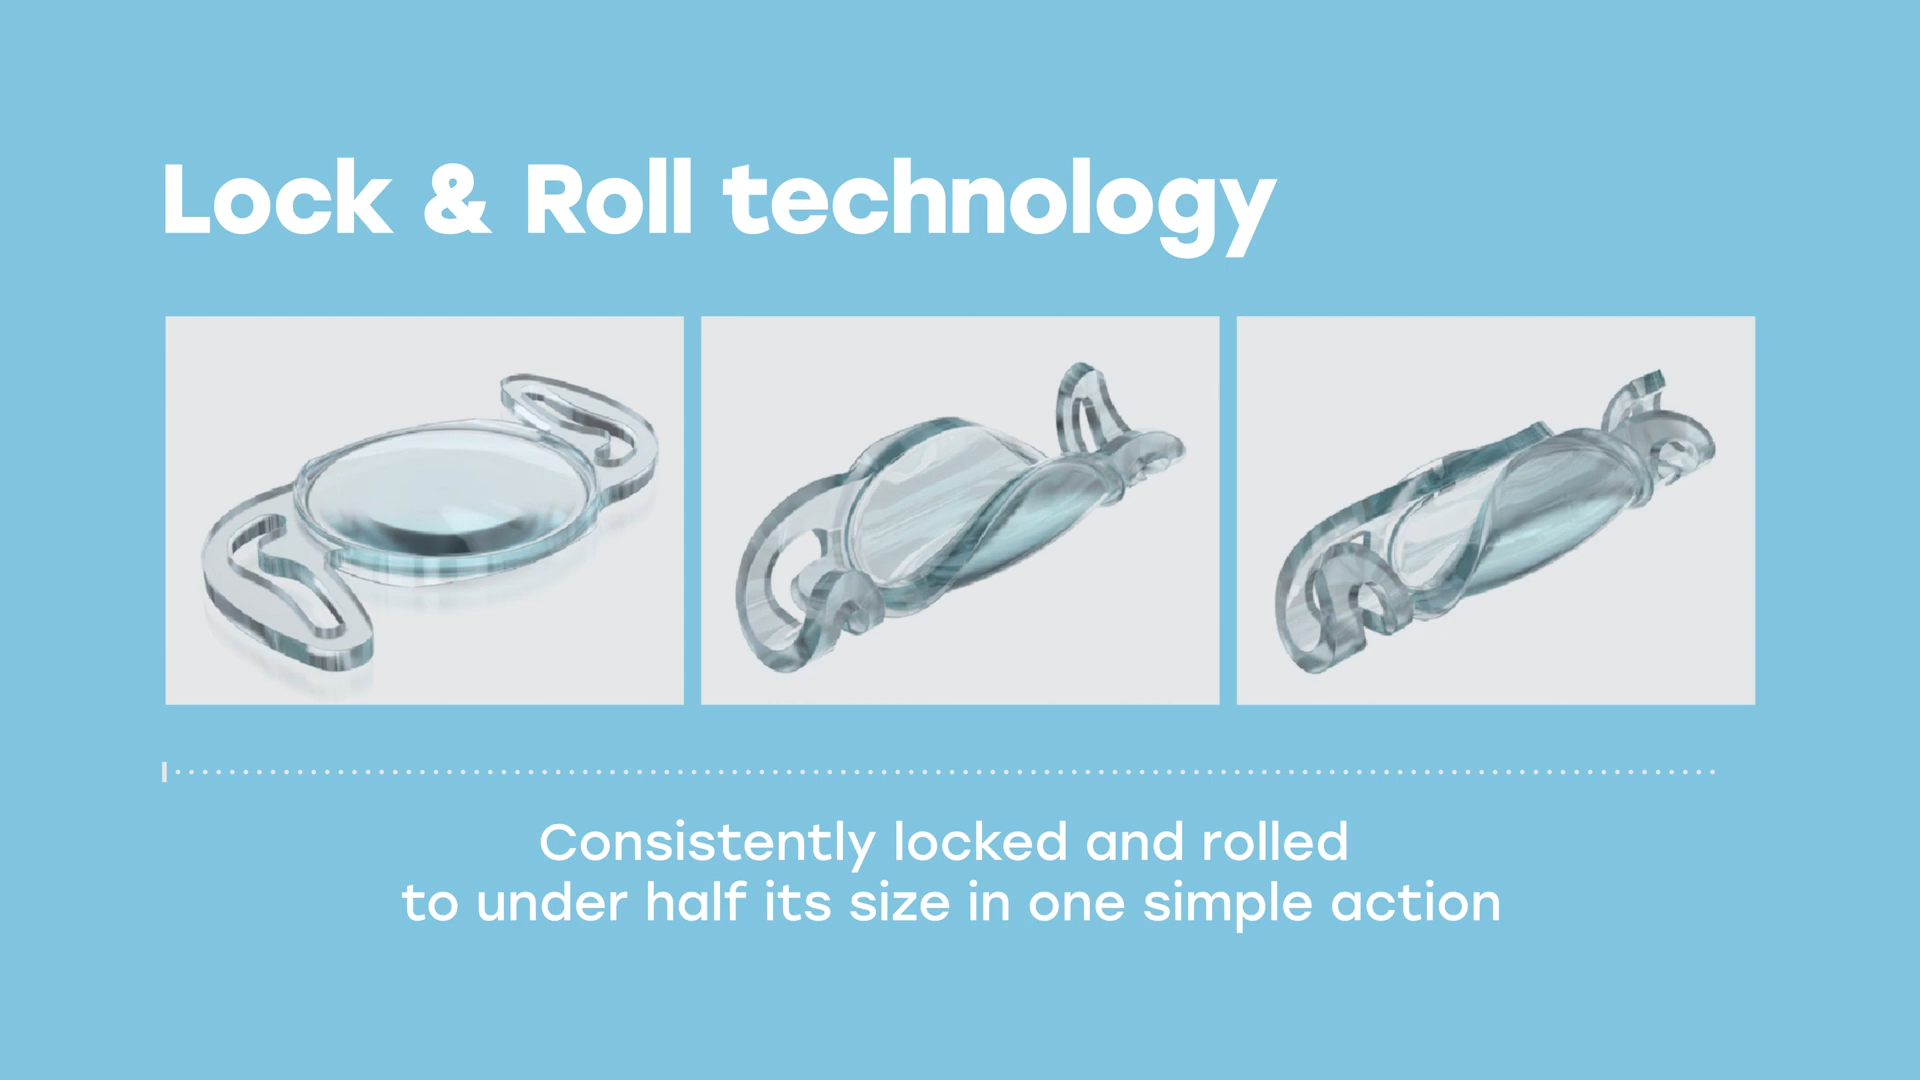 Lock & Roll technology
Consistently locked and rolled
to under half its size in one simple action